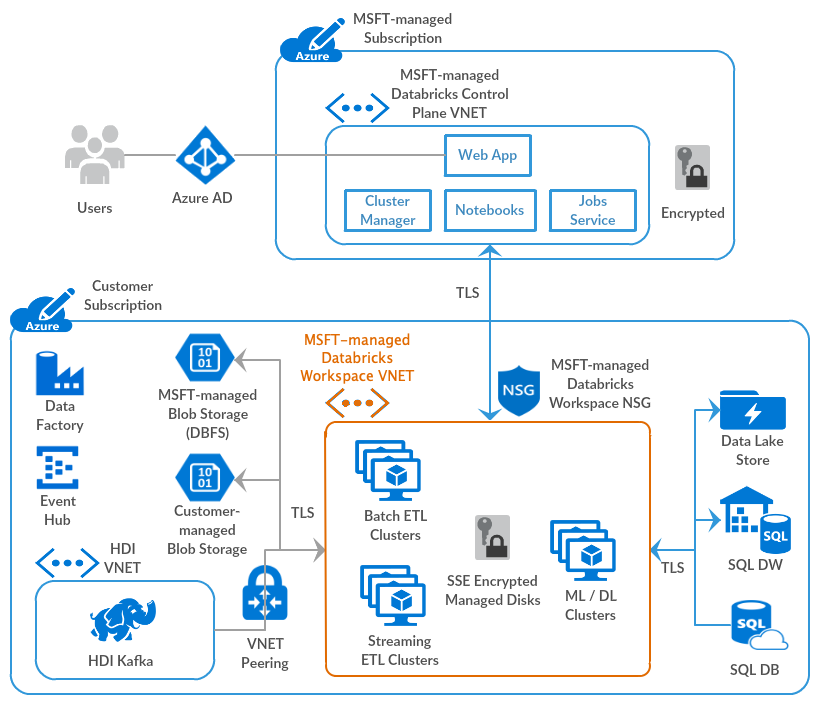 MSFT-managed
Subscription
Azure
MSFT-managed
Databricks Control
Plane VNET
Web App
Users
Azure AD
Cluster
Manager
Notebooks
Jobs
Service
Encrypted
Customer
Subscription
Azure
TLS
MSFT-managed
Databricks
Workspace VNET
10
01
MSFT-managed
Blob Storage
(DBFS)
NSG
MSFT-managed
Databricks
Workspace NSG
Data
Factory
Data Lake
Store
10
01
Customer-
managed
Blob Storage
Event
Hub
TLS
Batch ETL
Clusters
SQL
SQL DW
HDI
VNET
SSE Encrypted
Managed Disks
ML / DL
Clusters
TLS
HDI Kafka
VNET
Peering
Streaming
ETL Clusters
SQL
SQL DB